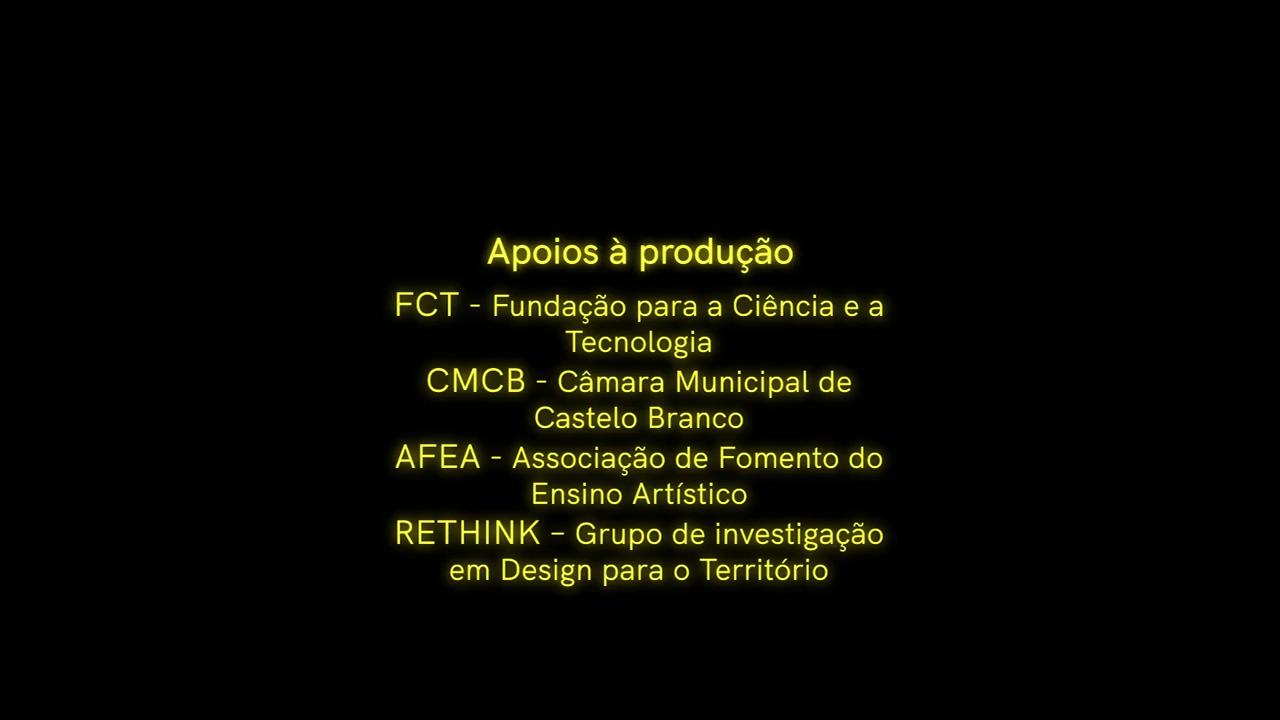 Apoios à produção
FCT - Fundação para a Ciência e a
Tecnologia
CMCB - Câmara Municipal de
Castelo Branco
AFEA - Associação de Fomento do
Ensino Artístico
RETHINK – Grupo de investigação
em Design para o Território